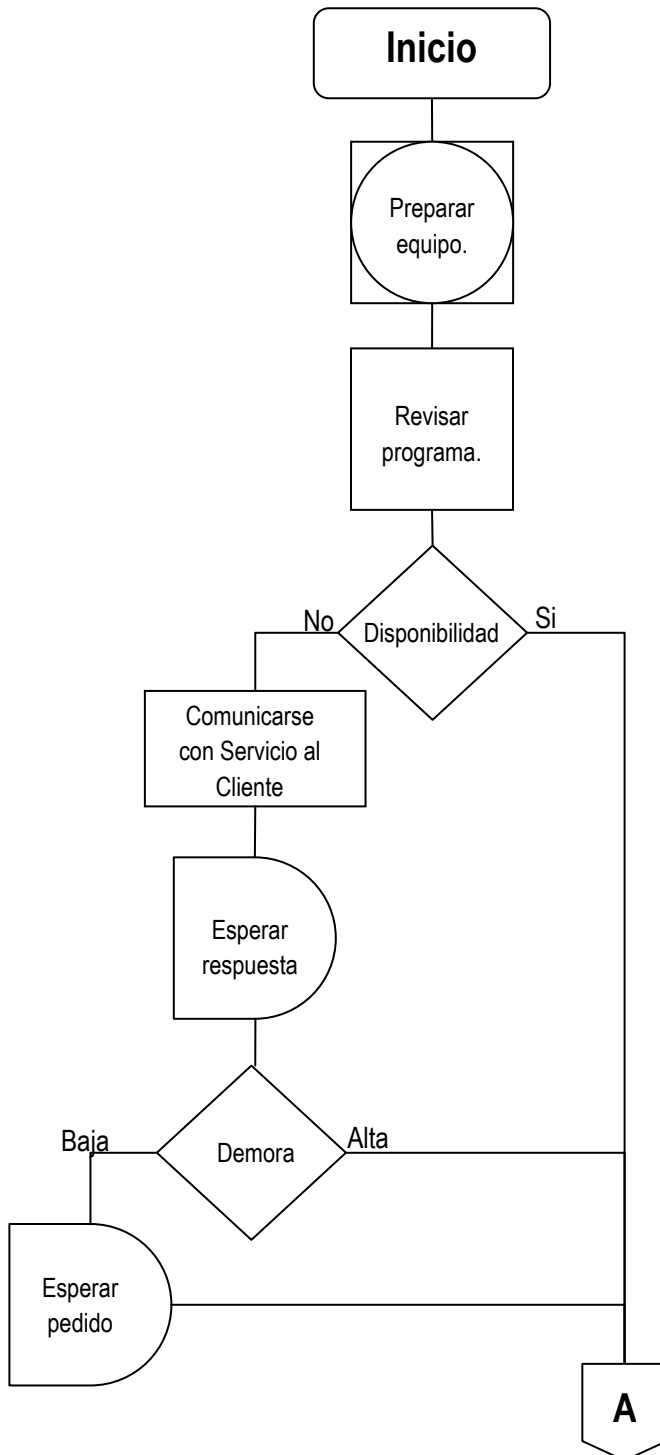 Inicio
Preparar
equipo.
Revisar
programa.
No
Disponibilidad
Si
Comunicarse
con Servicio al
Cliente
Esperar
respuesta
Baja
Demora
Alta
Esperar
pedido
A